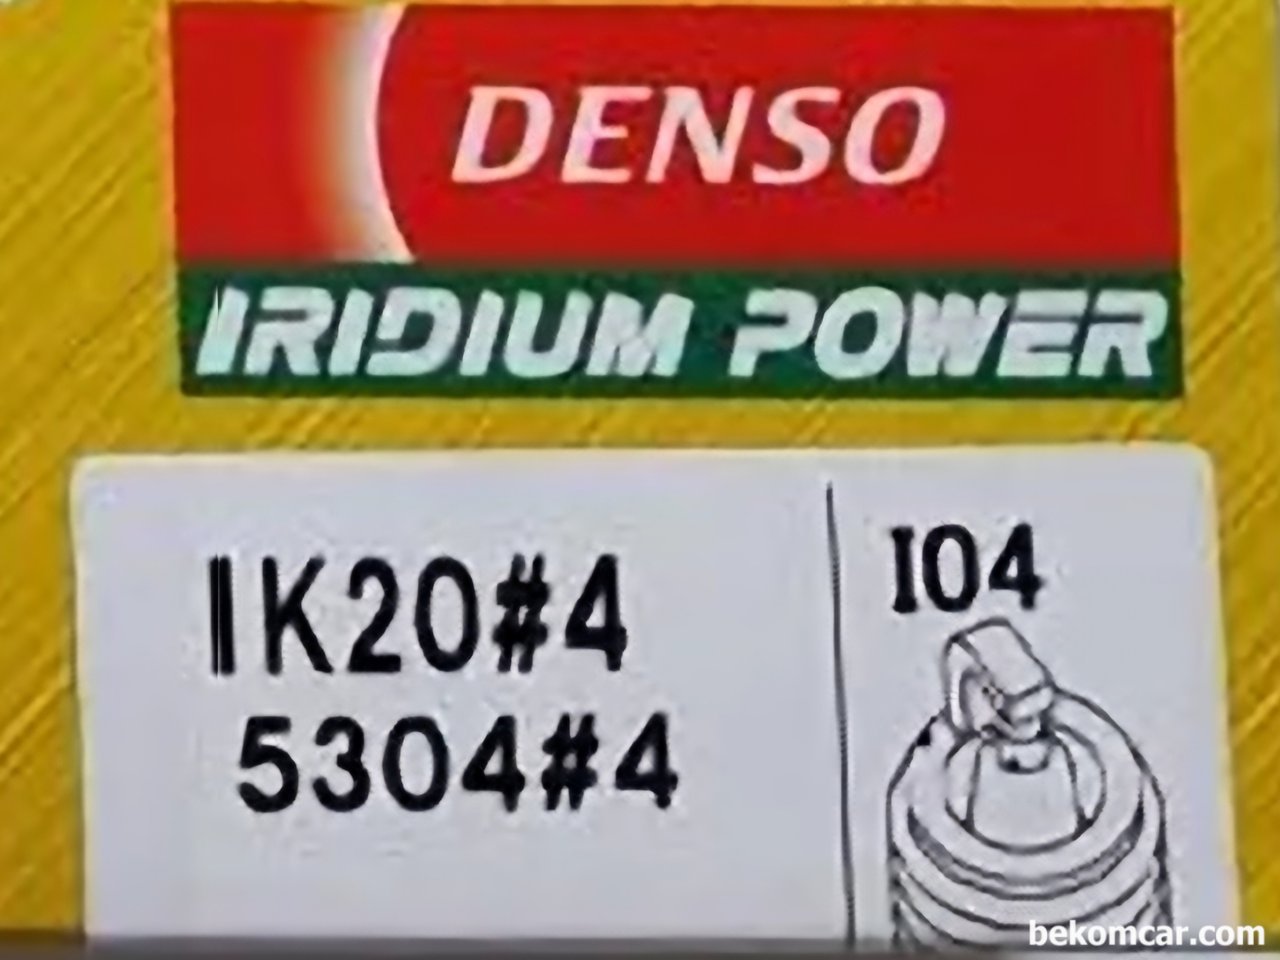 DENSO
IRIDIUM POWER
IK20#4
5304#4
I04
bekomcar.com